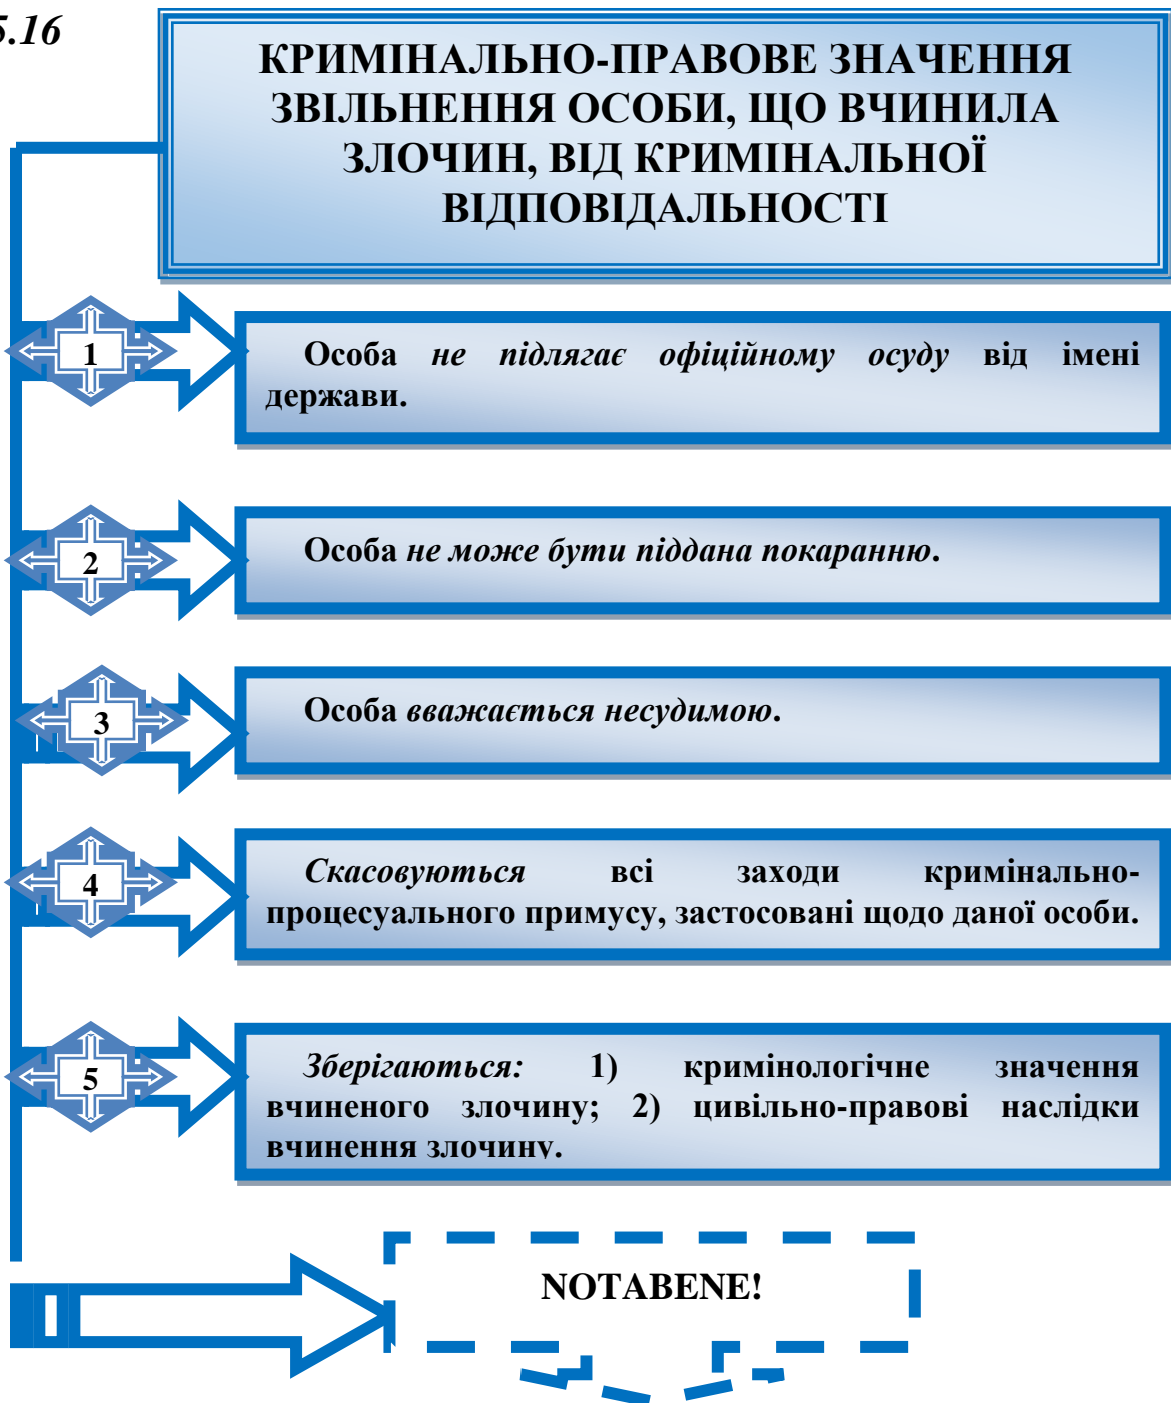 5.16
КРИМІНАЛЬНО-ПРАВОВЕ ЗНАЧЕННЯ
ЗВІЛЬНЕННЯ ОСОБИ, ЩО ВЧИНИЛА
ЗЛОЧИН, ВІД КРИМІНАЛЬНОЇ
ВІДПОВІДАЛЬНОСТІ
1
Особа не підлягає офіційному осуду від імені
держави.
2
Особа не може бути піддана покаранню.
3
Особа вважається несудимою.
4
Скасовуються всі заходи кримінально-
процесуального примусу, застосовані щодо даної особи.
5
Зберігаються: 1) кримінологічне значення
вчиненого злочину; 2) цивільно-правові наслідки
вчинення злочину.
NOTABENE!